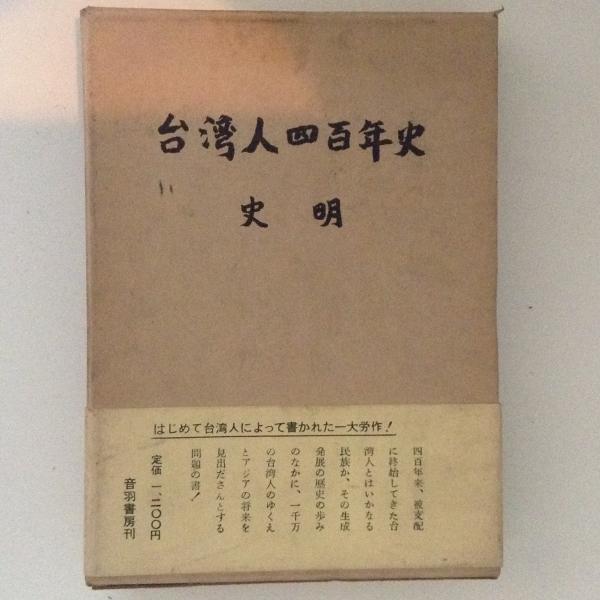 台湾人四百年史
史 明
はじめて台湾人によって書かれた一大労作！
四百年来、被支配
に終始してきた台
湾人とはいかなる
民族か、その生成
発展の歴史の歩み
のなかに、一千万
の台湾人のゆくえ
とアジアの将来を
見出ださんとする
問題の書！
定価 一、二〇〇円
音羽書房刊